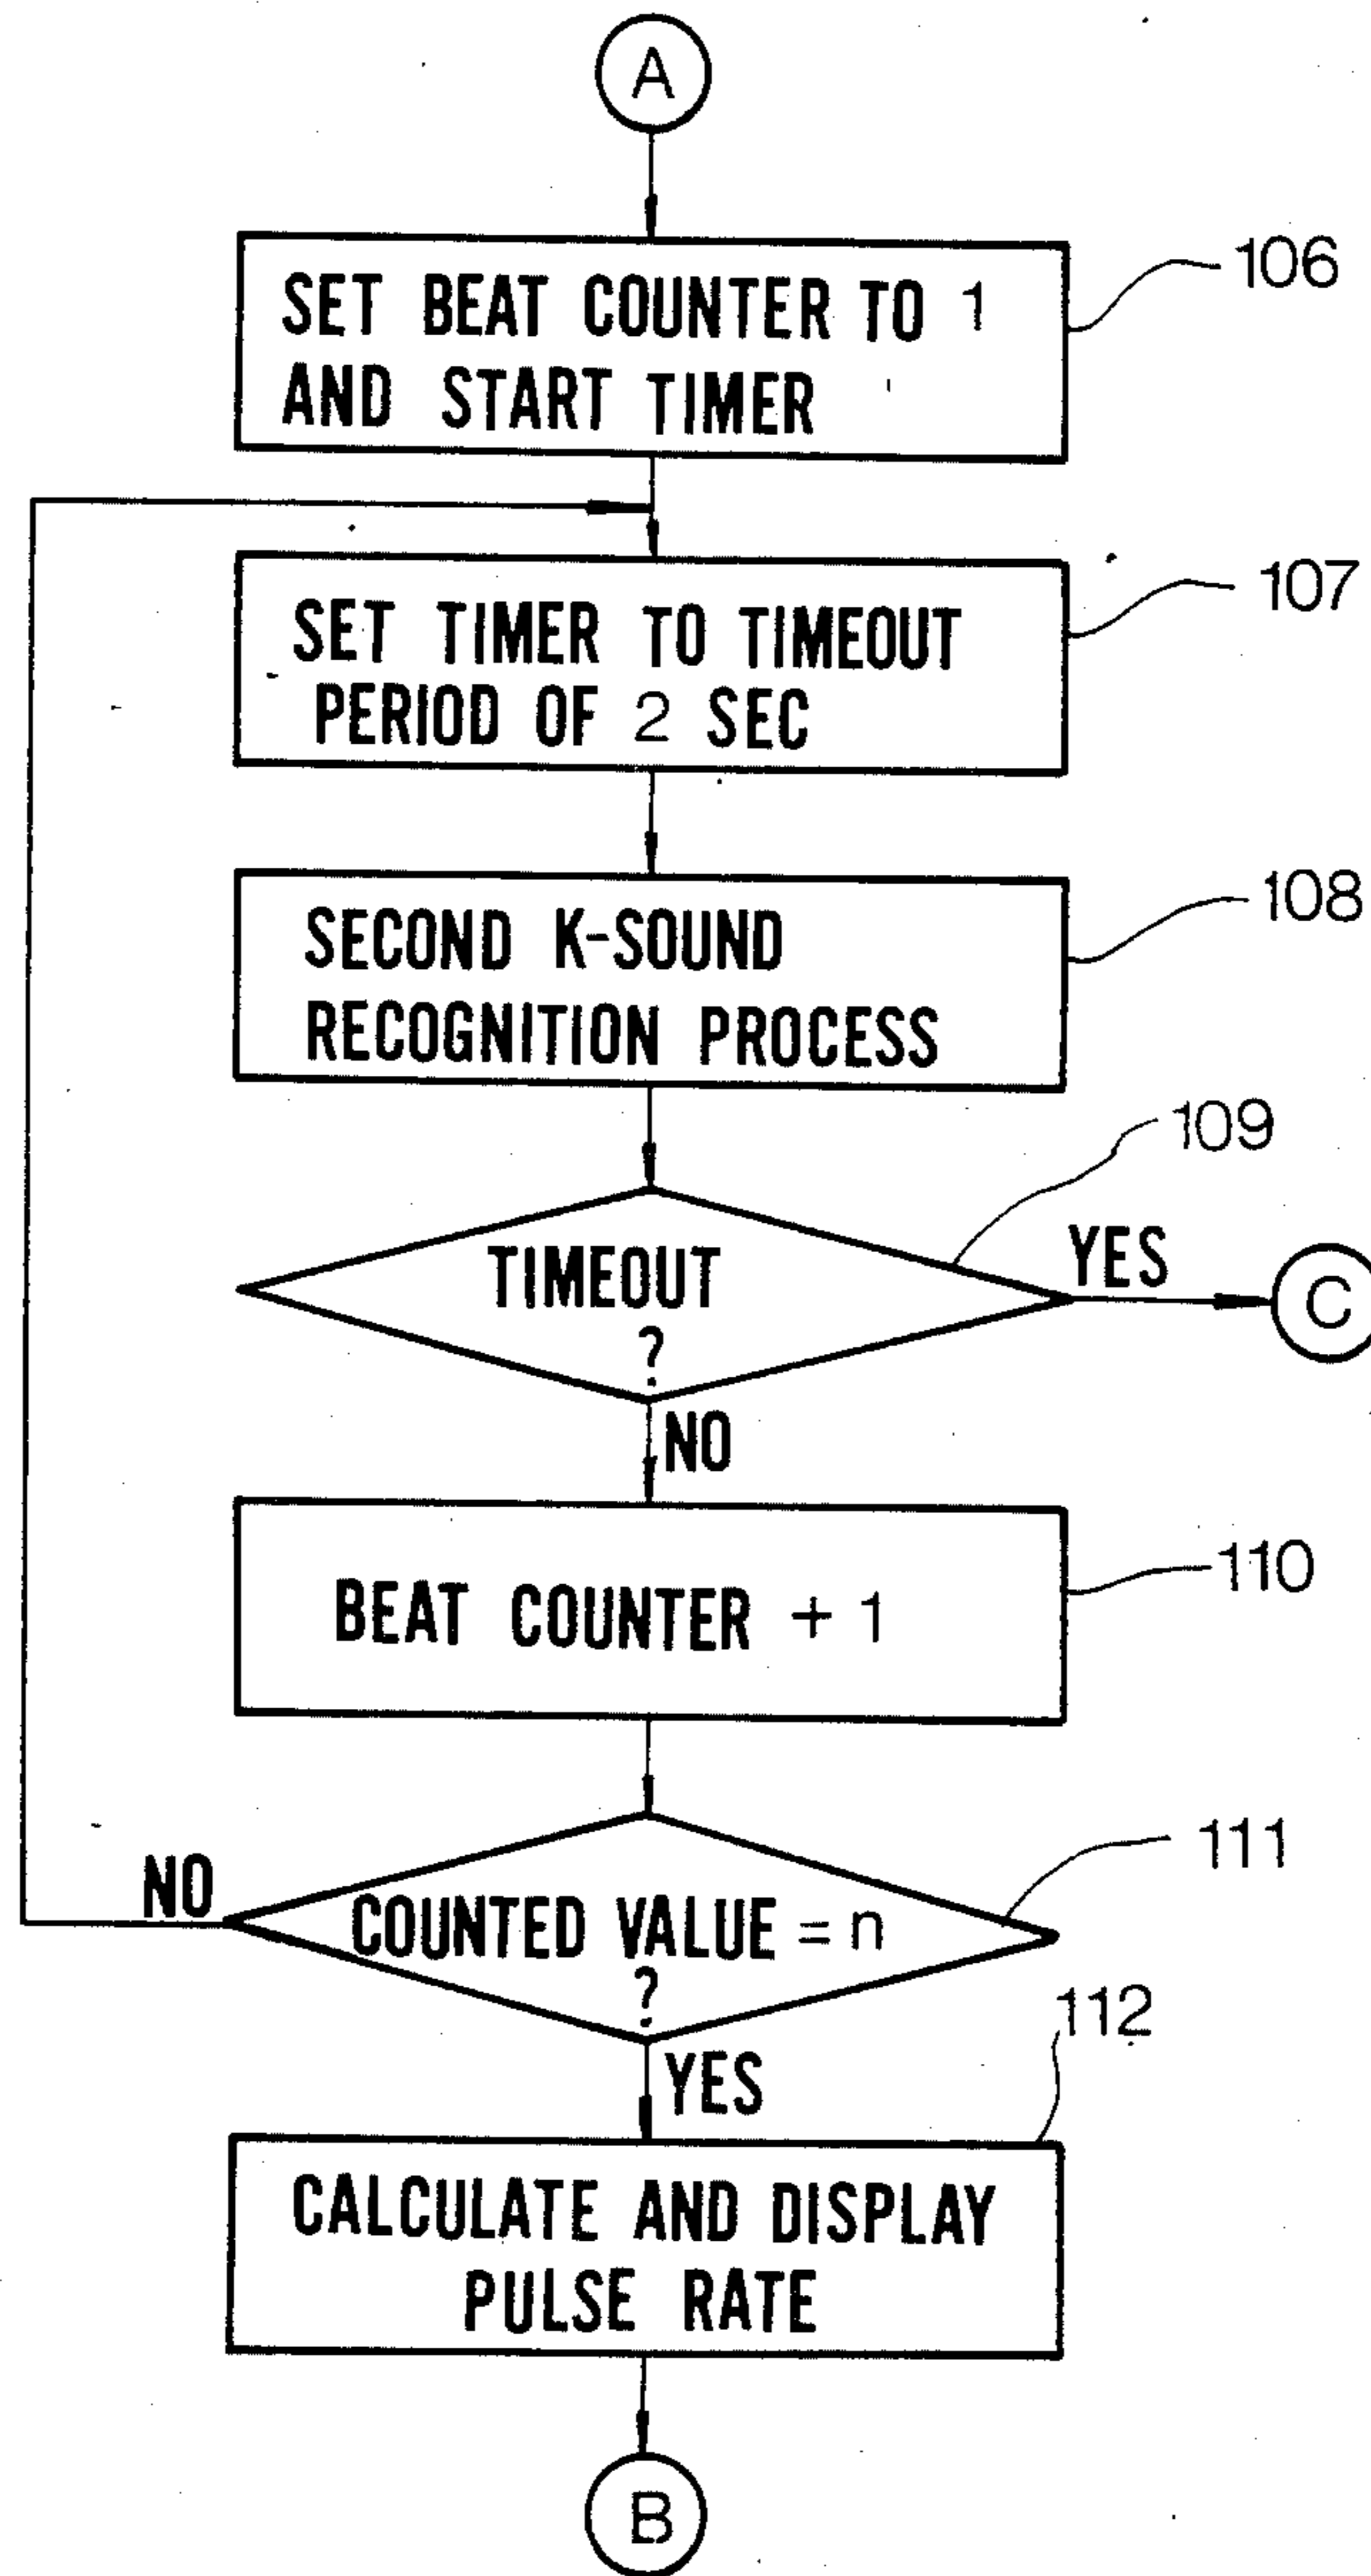 A
SET BEAT COUNTER TO 1
AND START TIMER
106
SET TIMER TO TIMEOUT
PERIOD OF 2 SEC
107
SECOND K-SOUND
RECOGNITION PROCESS
108
109
TIMEOUT
?
YES
C
NO
BEAT COUNTER + 1
110
111
NO
COUNTED VALUE = n
?
YES
112
CALCULATE AND DISPLAY
PULSE RATE
B